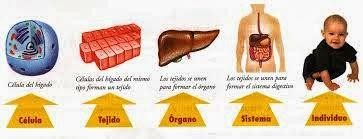 Célula del hígado
Células del hígado del mismo
tipo forman un tejido
Los tejidos se unen
para formar el órgano
Los tejidos se unen para
formar el sistema digestivo
Célula
Tejido
Órgano
Sistema
Individuo